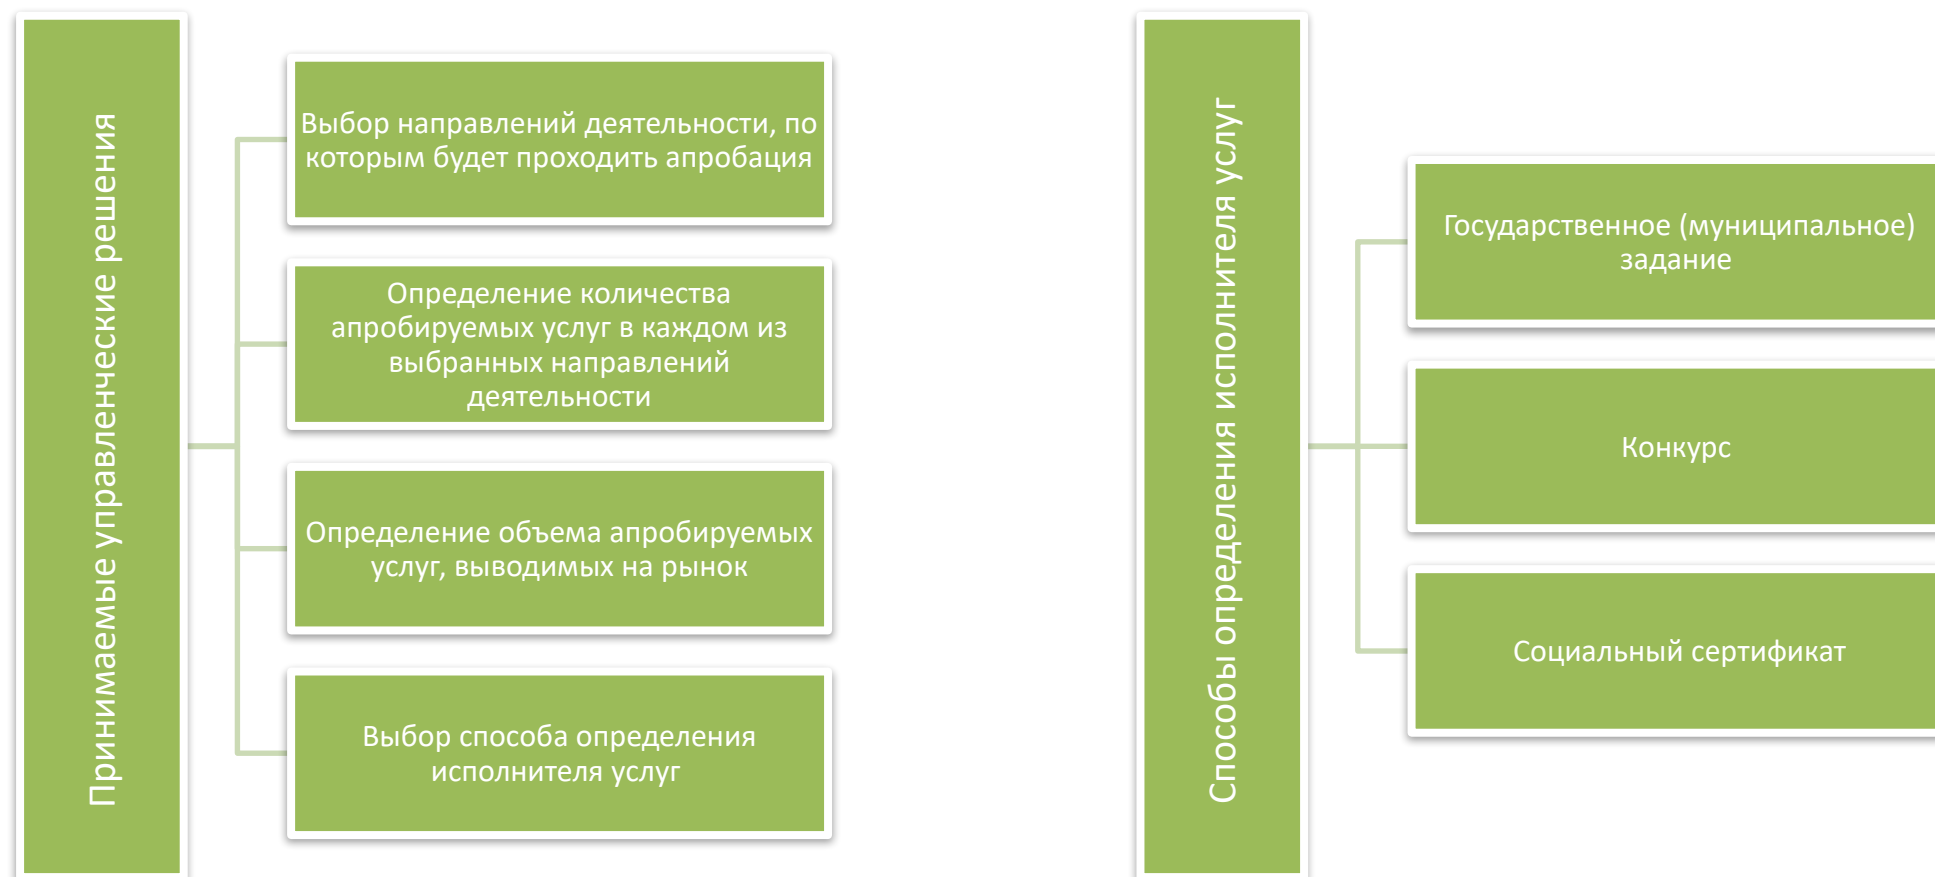 Принимаемые управленческие решения
Выбор направлений деятельности, по
которым будет проходить апробация
Определение количества
апробируемых услуг в каждом из
выбранных направлений
деятельности
Определение объема апробируемых
услуг, выводимых на рынок
Выбор способа определения
исполнителя услуг
Способы определения исполнителя услуг
Государственное (муниципальное)
задание
Конкурс
Социальный сертификат